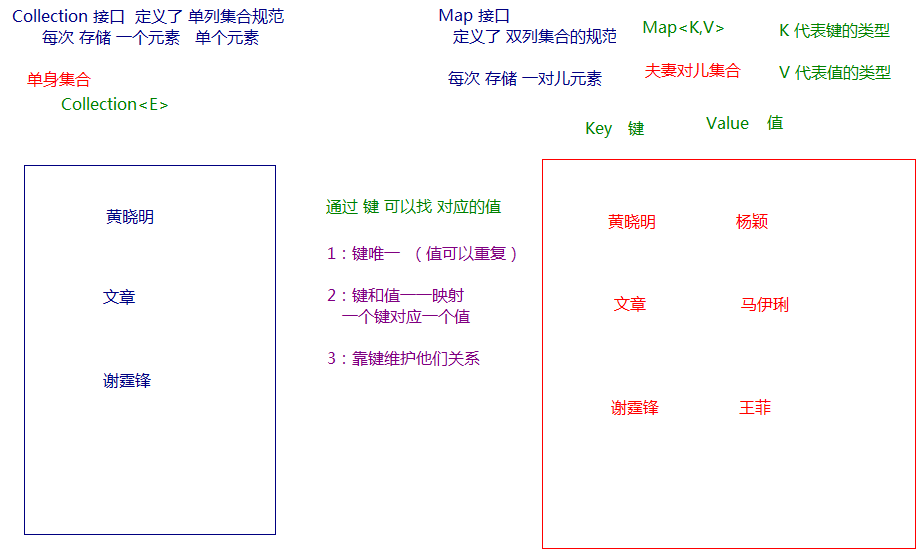 Collection 接口 定义了 单列集合规范
每次 存储 一个元素 单个元素
单身集合
Collection<E>
黄晓明
文章
谢霆锋
通过 键 可以找 对应的值
1：键唯一 （值可以重复）
2：键和值一一映射
一个键对应一个值
3：靠键维护他们关系
Map 接口
定义了 双列集合的规范
每次 存储 一对儿元素
Map<K,V>
夫妻对儿集合
K 代表键的类型
V 代表值的类型
Key 键 Value 值
黄晓明 杨颖
文章 马伊琍
谢霆锋 王菲